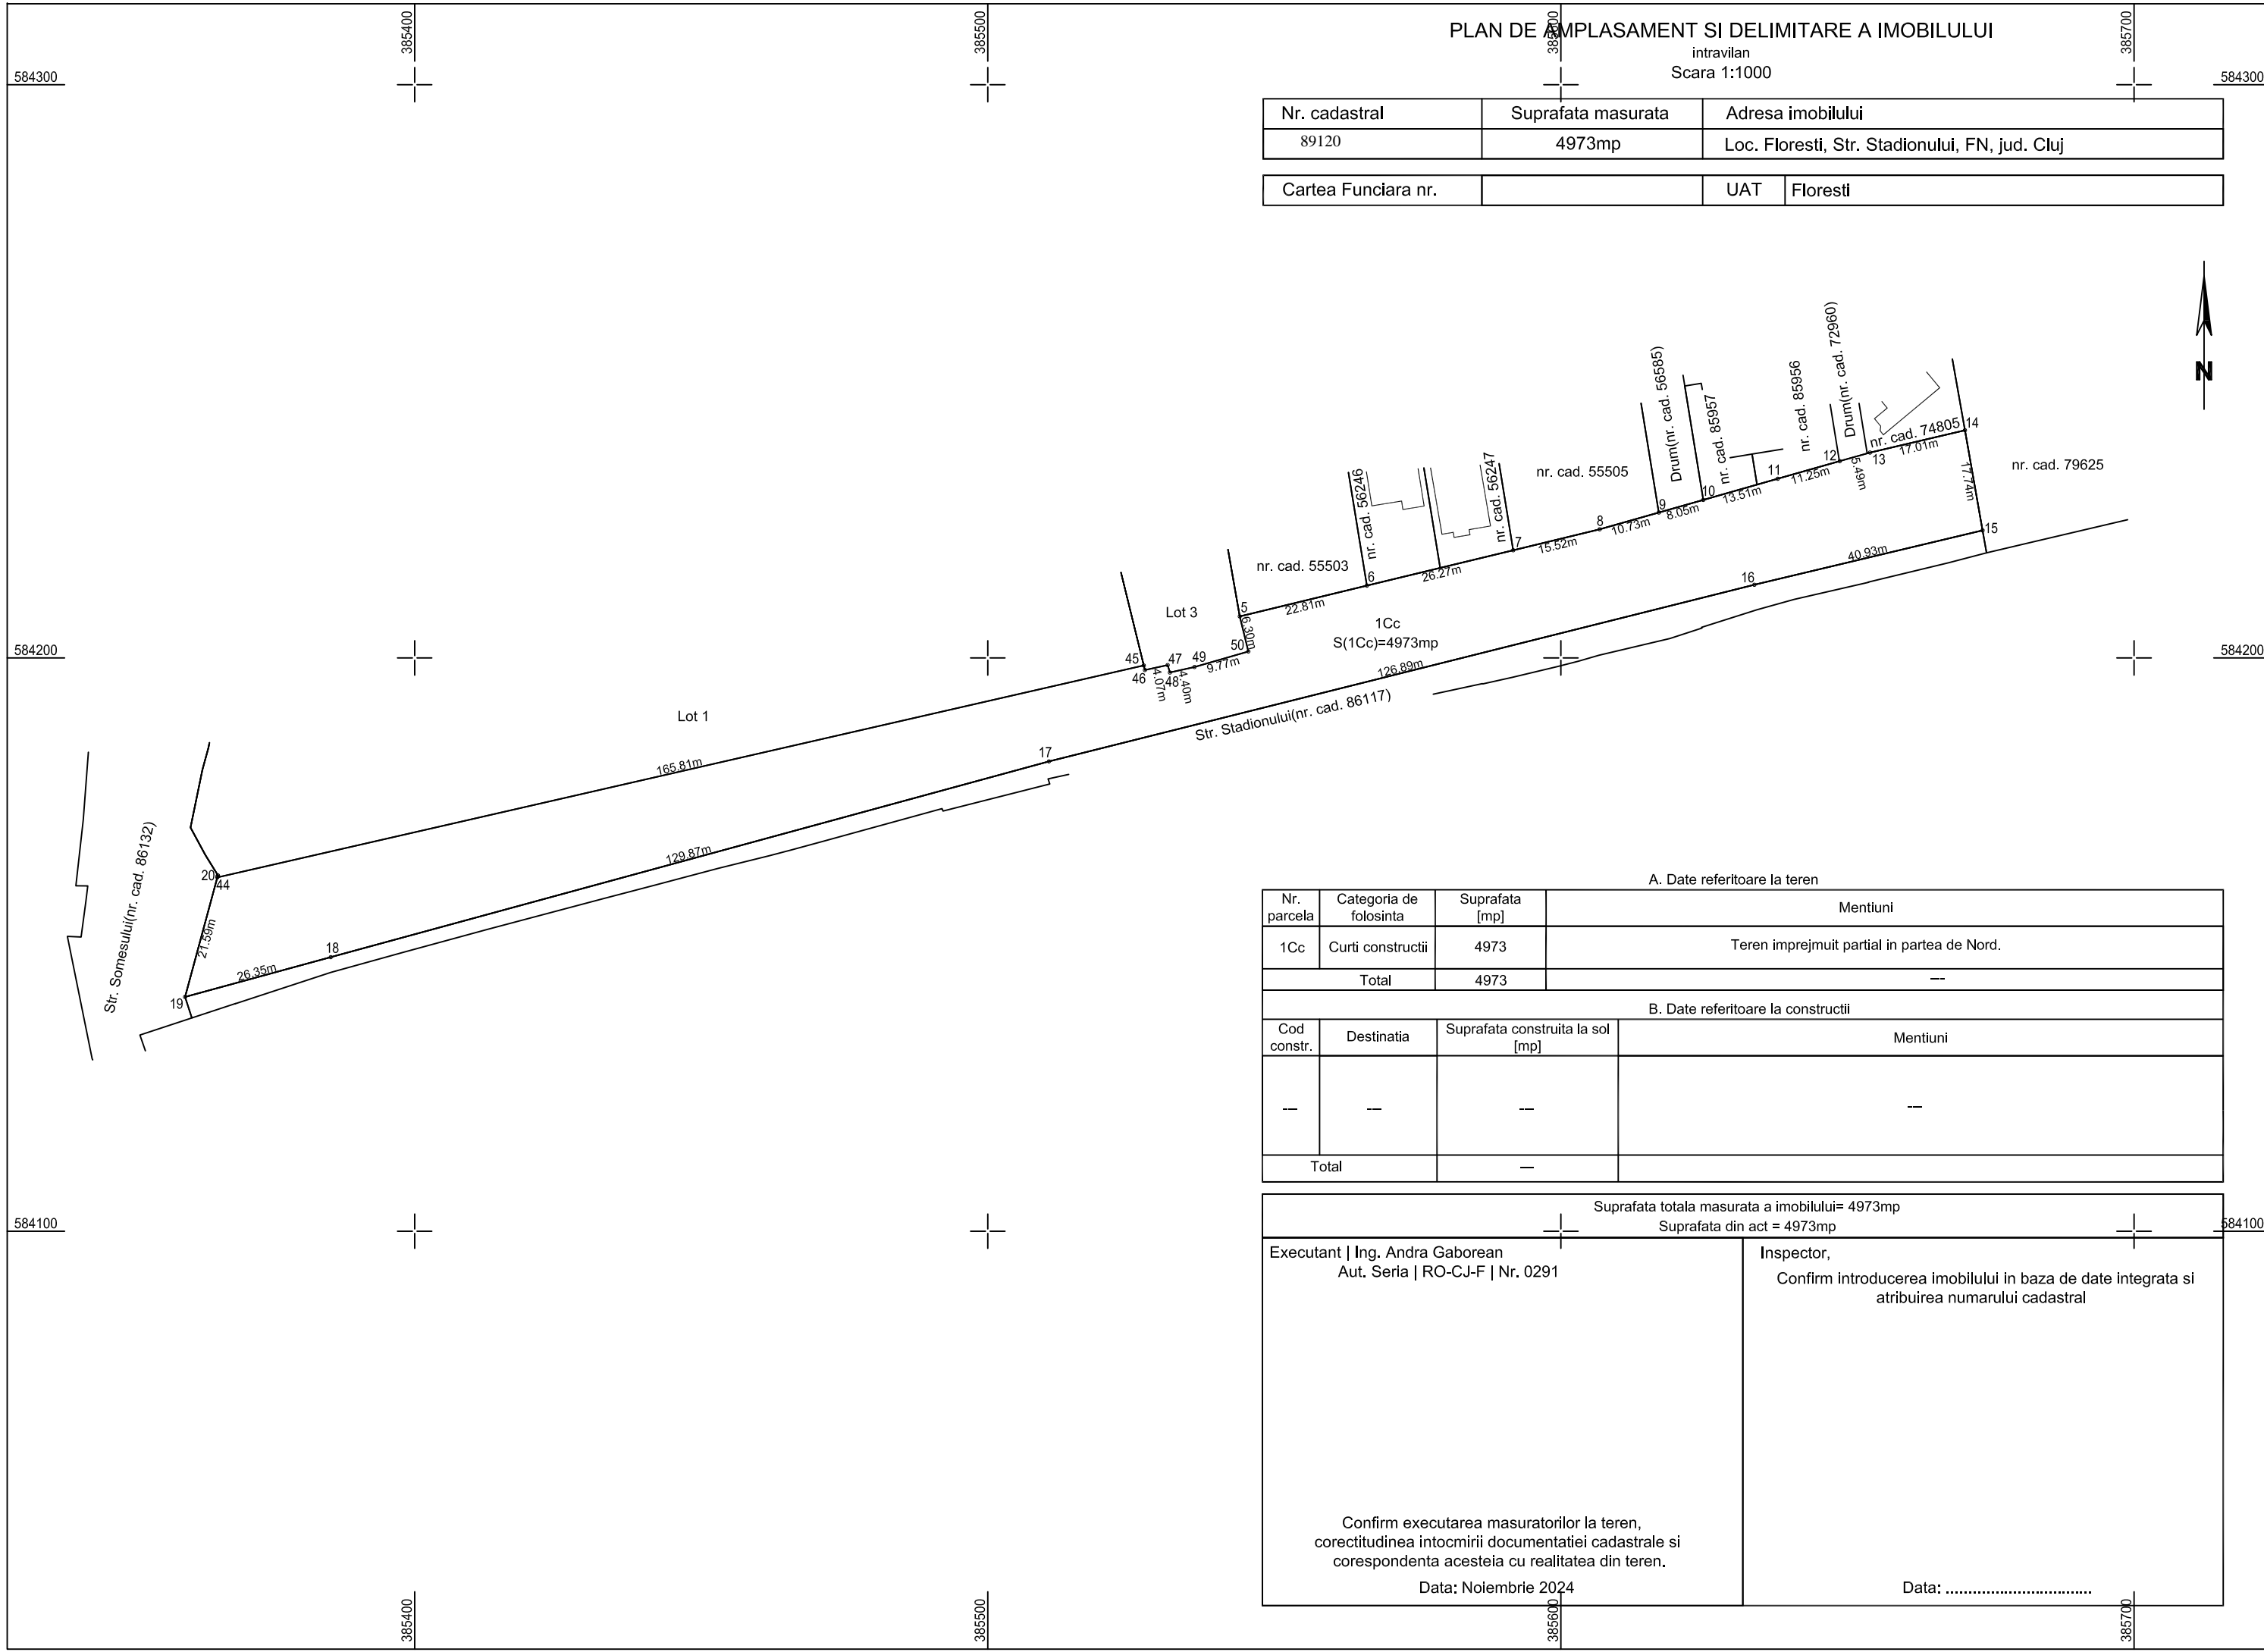 385400
385500
385600
385700
PLAN DE AMPLASAMENT SI DELIMITARE A IMOBILULUI
intravilan
Scara 1:1000
584300
584300
Nr. cadastral Suprafata masurata Adresa imobilului
89120 4973mp Loc. Floresti, Str. Stadionului, FN, jud. Cluj
Cartea Funciara nr. UAT Floresti
N
Drum(nr. cad. 72960)
Drum(nr. cad. 56585)
nr. cad. 85956
nr. cad. 85957
nr. cad. 74805
14
17.01m
13
12
5.49m
11
11.25m
10
13.51m
9
8.05m
8
10.73m
nr. cad. 79625
17.74m
15
40.93m
16
nr. cad. 55505
nr. cad. 56247
nr. cad. 56246
7
15.52m
6
26.27m
nr. cad. 55503
5
22.81m
6.30m
Lot 3
1Cc
S(1Cc)=4973mp
50
584200
584200
45
47
49
9.77m
46
4.07m
48
4.40m
126.89m
Str. Stadionului(nr. cad. 86117)
Lot 1
17
165.81m
129.87m
Str. Somesului(nr. cad. 86132)
20
44
21.59m
18
26.35m
19
A. Date referitoare la teren
Nr. parcela Categoria de folosinta Suprafata [mp] Mentiuni
1Cc Curti constructii 4973 Teren imprejmuit partial in partea de Nord.
Total 4973 ---
B. Date referitoare la constructii
Cod constr. Destinatia Suprafata construita la sol [mp] Mentiuni
--- --- --- ---
Total ---
Suprafata totala masurata a imobilului= 4973mp
Suprafata din act = 4973mp
584100
584100
Executant | Ing. Andra Gaborean
Aut. Seria | RO-CJ-F | Nr. 0291
Inspector,
Confirm introducerea imobilului in baza de date integrata si
atribuirea numarului cadastral
Confirm executarea masuratorilor la teren,
corectitudinea intocmirii documentatiei cadastrale si
corespondenta acesteia cu realitatea din teren.
Data: Noiembrie 2024
Data: ................................
385400
385500
385600
385700